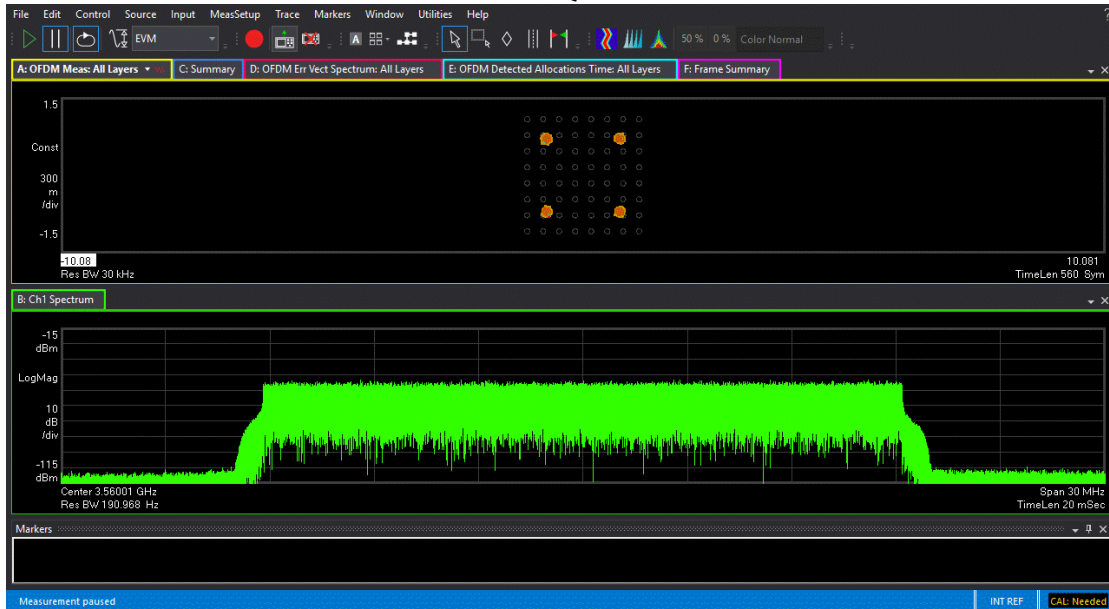 File Edit Control Source Input MeasSetup Trace Markers Window Utilities Help
EVM A 50 % 0 % Color Normal
A: OFDM Meas: All Layers C: Summary D: OFDM Err Vect Spectrum: All Layers E: OFDM Detected Allocations Time: All Layers F: Frame Summary
1.5
Const
300
m
/div
-1.5
-10.08 10.081
Res BW 30 kHz TimeLen 560 Sym
B: Ch1 Spectrum
-15
dBm
LogMag
10
dB
/div
-115
dBm
Center 3.56001 GHz Span 30 MHz
Res BW 190.968 Hz TimeLen 20 mSec
Markers
Measurement paused INT REF CAL: Needed